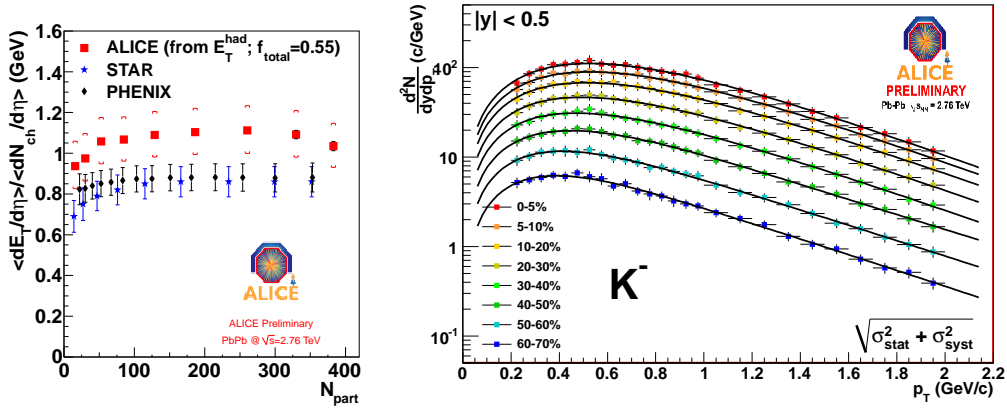 <dE_T/dη>/<dN_ch/dη> (GeV)
1.6
1.4
1.2
1
0.8
0.6
0.4
0.2
0
ALICE (from E_T^had; f_total=0.55)
STAR
PHENIX
ALICE
ALICE Preliminary
PbPb @ √s=2.76 TeV
0 100 200 300 400
N_part
d²N/dydp_T (c/GeV)
|y| < 0.5
10²
10
1
10⁻¹
ALICE
PRELIMINARY
Pb-Pb √s_NN = 2.76 TeV
0-5%
5-10%
10-20%
20-30%
30-40%
40-50%
50-60%
60-70%
K⁻
√σ²_stat + σ²_syst
0 0.2 0.4 0.6 0.8 1 1.2 1.4 1.6 1.8 2 2.2
p_T (GeV/c)